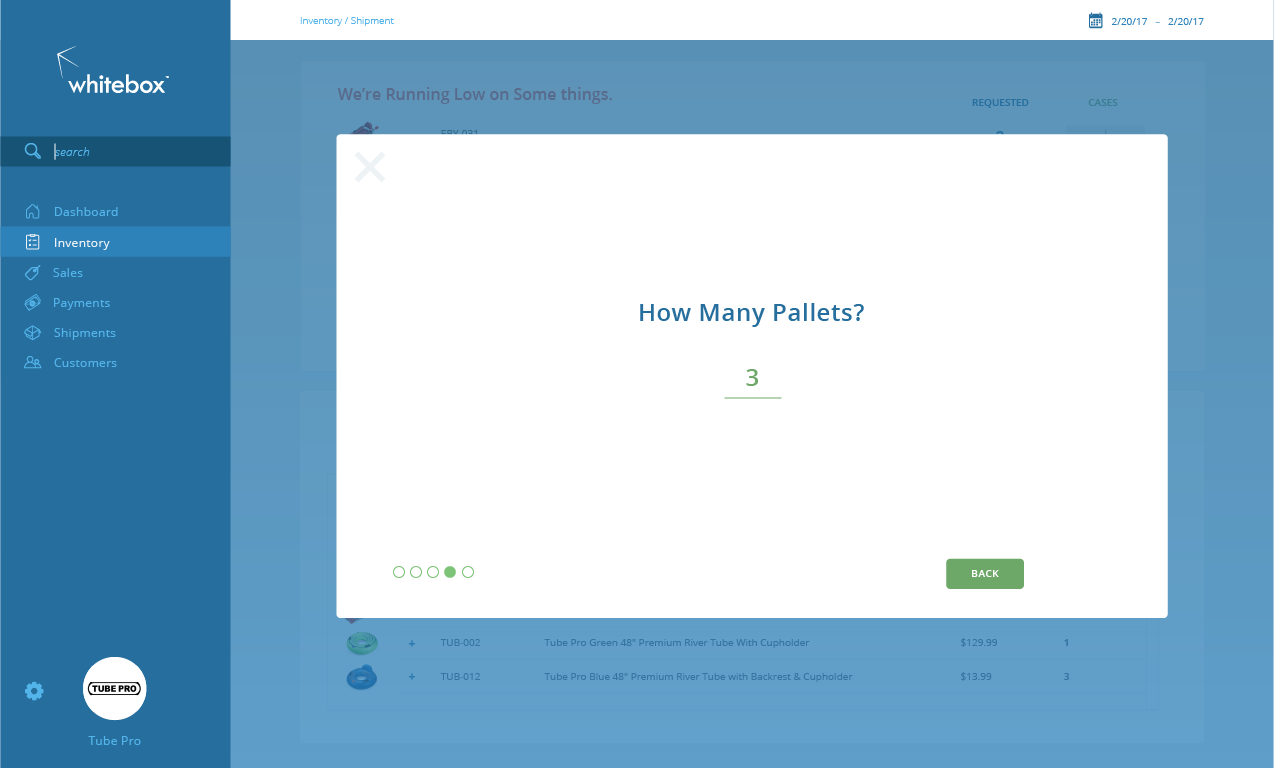 Inventory / Shipment
2/20/17 – 2/20/17
whitebox
search
Dashboard
Inventory
Sales
Payments
Shipments
Customers
TUBE PRO
Tube Pro
We're Running Low on Some things.
REQUESTED CASES
How Many Pallets?
3
BACK
+ TUB-002 Tube Pro Green 48" Premium River Tube With Cupholder $129.99 1
+ TUB-012 Tube Pro Blue 48" Premium River Tube with Backrest & Cupholder $13.99 3